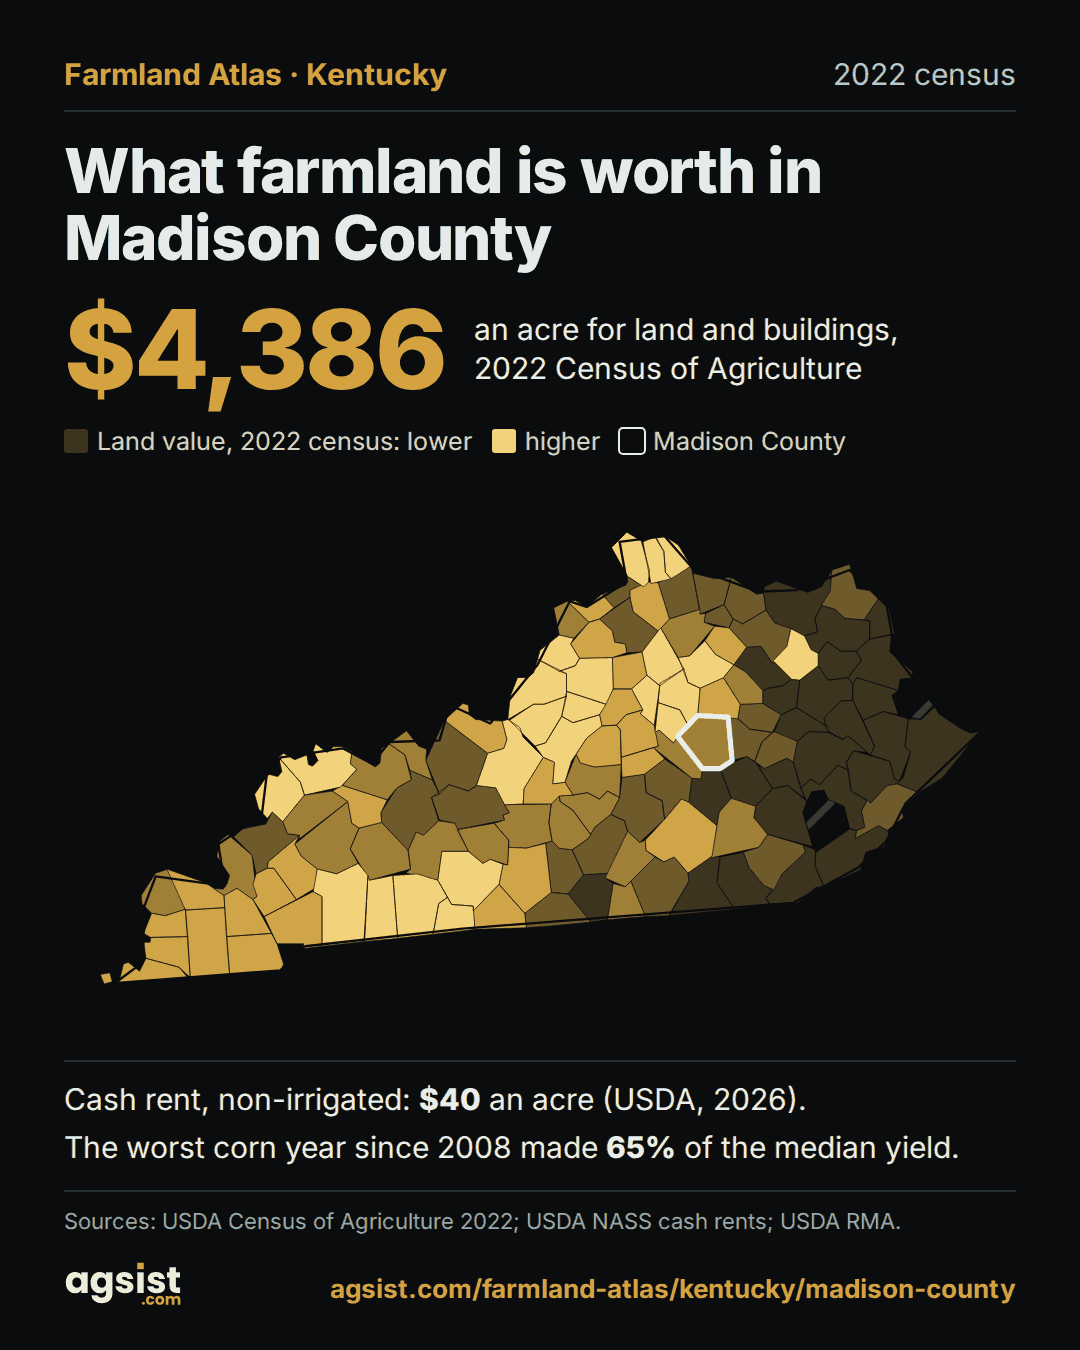 Farmland Atlas · Kentucky
2022 census
What farmland is worth in
Madison County
$4,386
an acre for land and buildings,
2022 Census of Agriculture
Land value, 2022 census: lower
higher
Madison County
Cash rent, non-irrigated: $40 an acre (USDA, 2026).
The worst corn year since 2008 made 65% of the median yield.
Sources: USDA Census of Agriculture 2022; USDA NASS cash rents; USDA RMA.
agsist
.com
agsist.com/farmland-atlas/kentucky/madison-county